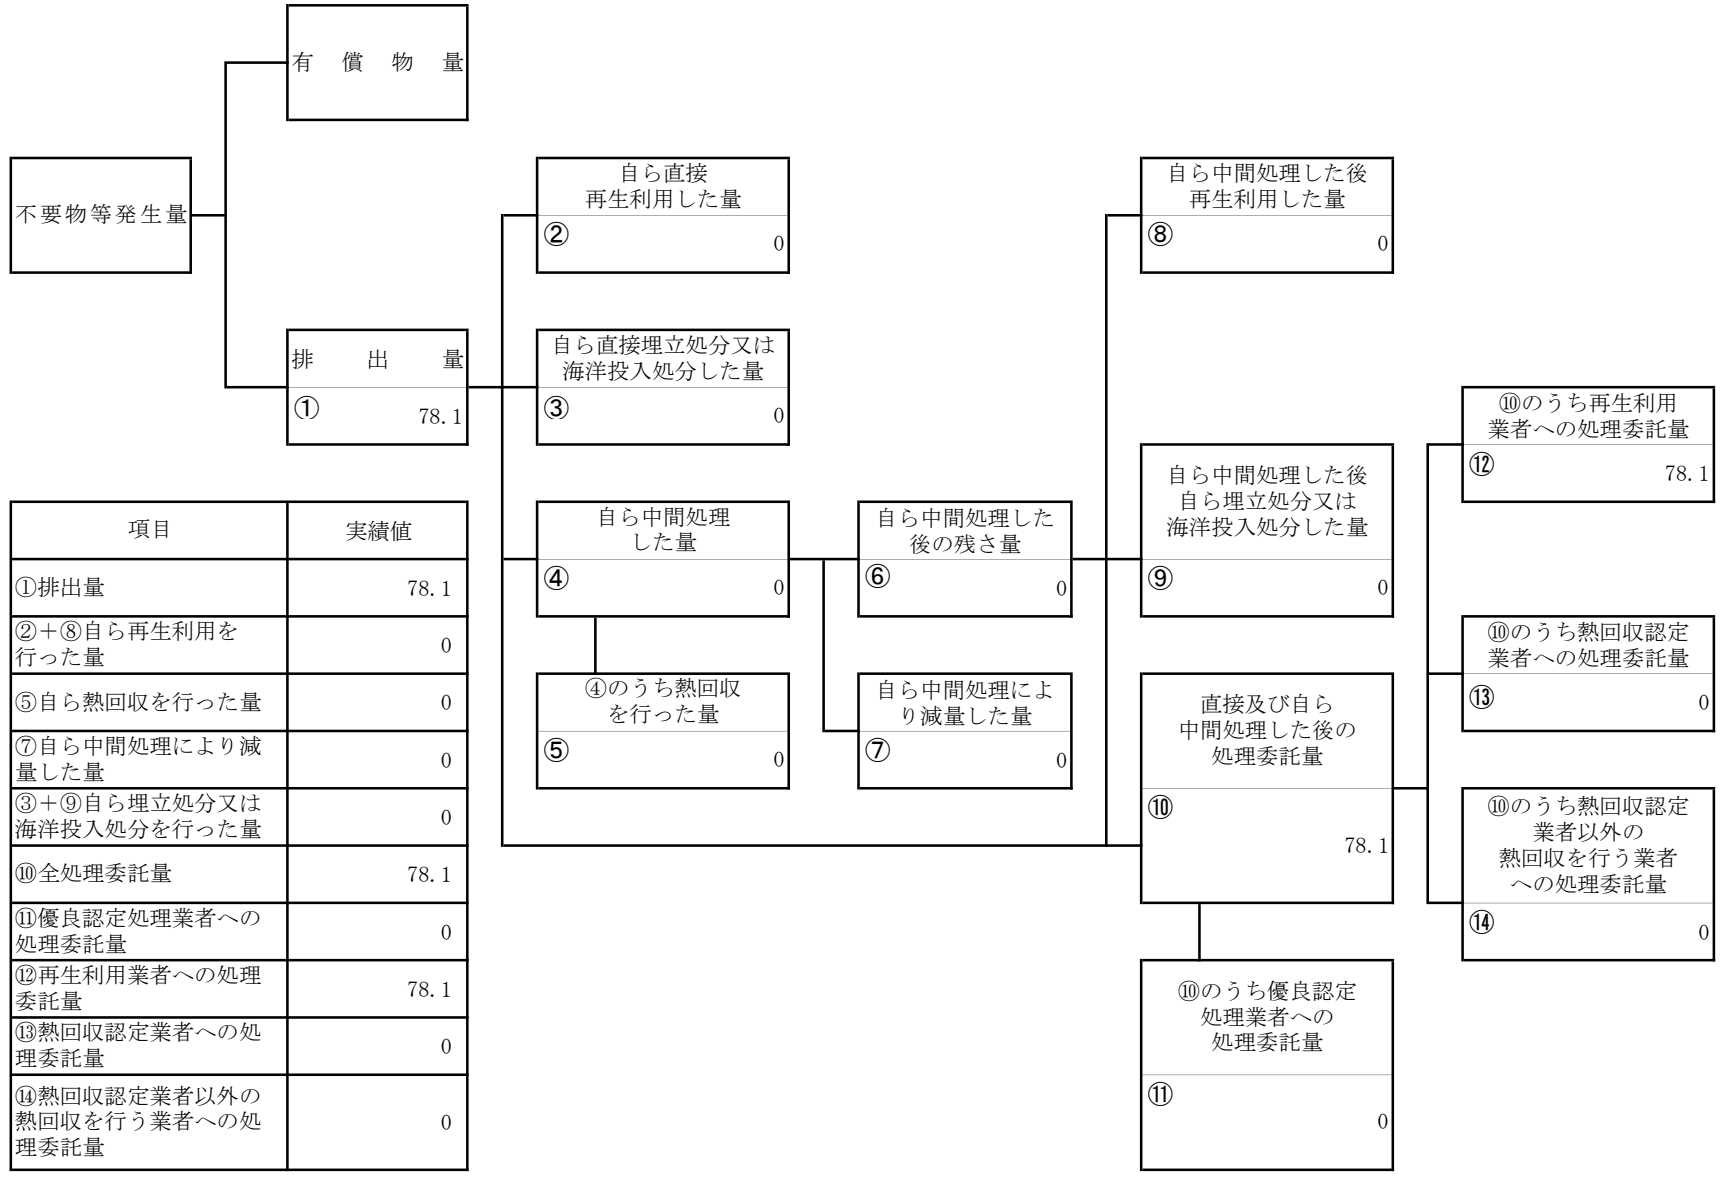 有償物量
不要物等発生量
排出量
①
78.1
自ら直接
再生利用した量
②
0
自ら直接埋立処分又は
海洋投入処分した量
③
0
自ら中間処理
した量
④
0
④のうち熱回収
を行った量
⑤
0
自ら中間処理した
後の残さ量
⑥
0
自ら中間処理によ
り減量した量
⑦
0
自ら中間処理した後
再生利用した量
⑧
0
自ら中間処理した後
自ら埋立処分又は
海洋投入処分した量
⑨
0
直接及び自ら
中間処理した後の
処理委託量
⑩
78.1
⑩のうち優良認定
処理業者への
処理委託量
⑪
0
⑩のうち再生利用
業者への処理委託量
⑫
78.1
⑩のうち熱回収認定
業者への処理委託量
⑬
0
⑩のうち熱回収認定
業者以外の
熱回収を行う業者
への処理委託量
⑭
0
項目
実績値
①排出量
78.1
②＋⑧自ら再生利用を
行った量
0
⑤自ら熱回収を行った量
0
⑦自ら中間処理により減
量した量
0
③＋⑨自ら埋立処分又は
海洋投入処分を行った量
0
⑩全処理委託量
78.1
⑪優良認定処理業者への
処理委託量
0
⑫再生利用業者への処理
委託量
78.1
⑬熱回収認定業者への処
理委託量
0
⑭熱回収認定業者以外の
熱回収を行う業者への処
理委託量
0